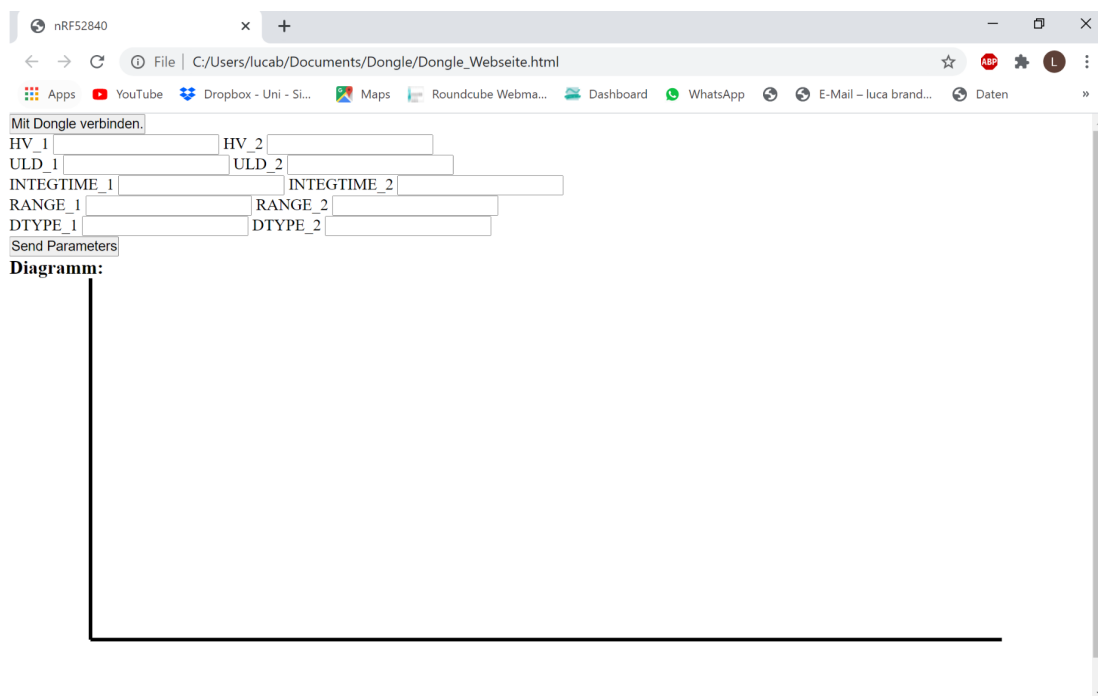 nRF52840
File | C:/Users/lucab/Documents/Dongle/Dongle_Webseite.html ABP L
Apps YouTube Dropbox - Uni - Si... Maps Roundcube Webma... Dashboard WhatsApp E-Mail – luca brand... Daten »
Mit Dongle verbinden.
HV_1 HV_2
ULD_1 ULD_2
INTEGTIME_1 INTEGTIME_2
RANGE_1 RANGE_2
DTYPE_1 DTYPE_2
Send Parameters
Diagramm: